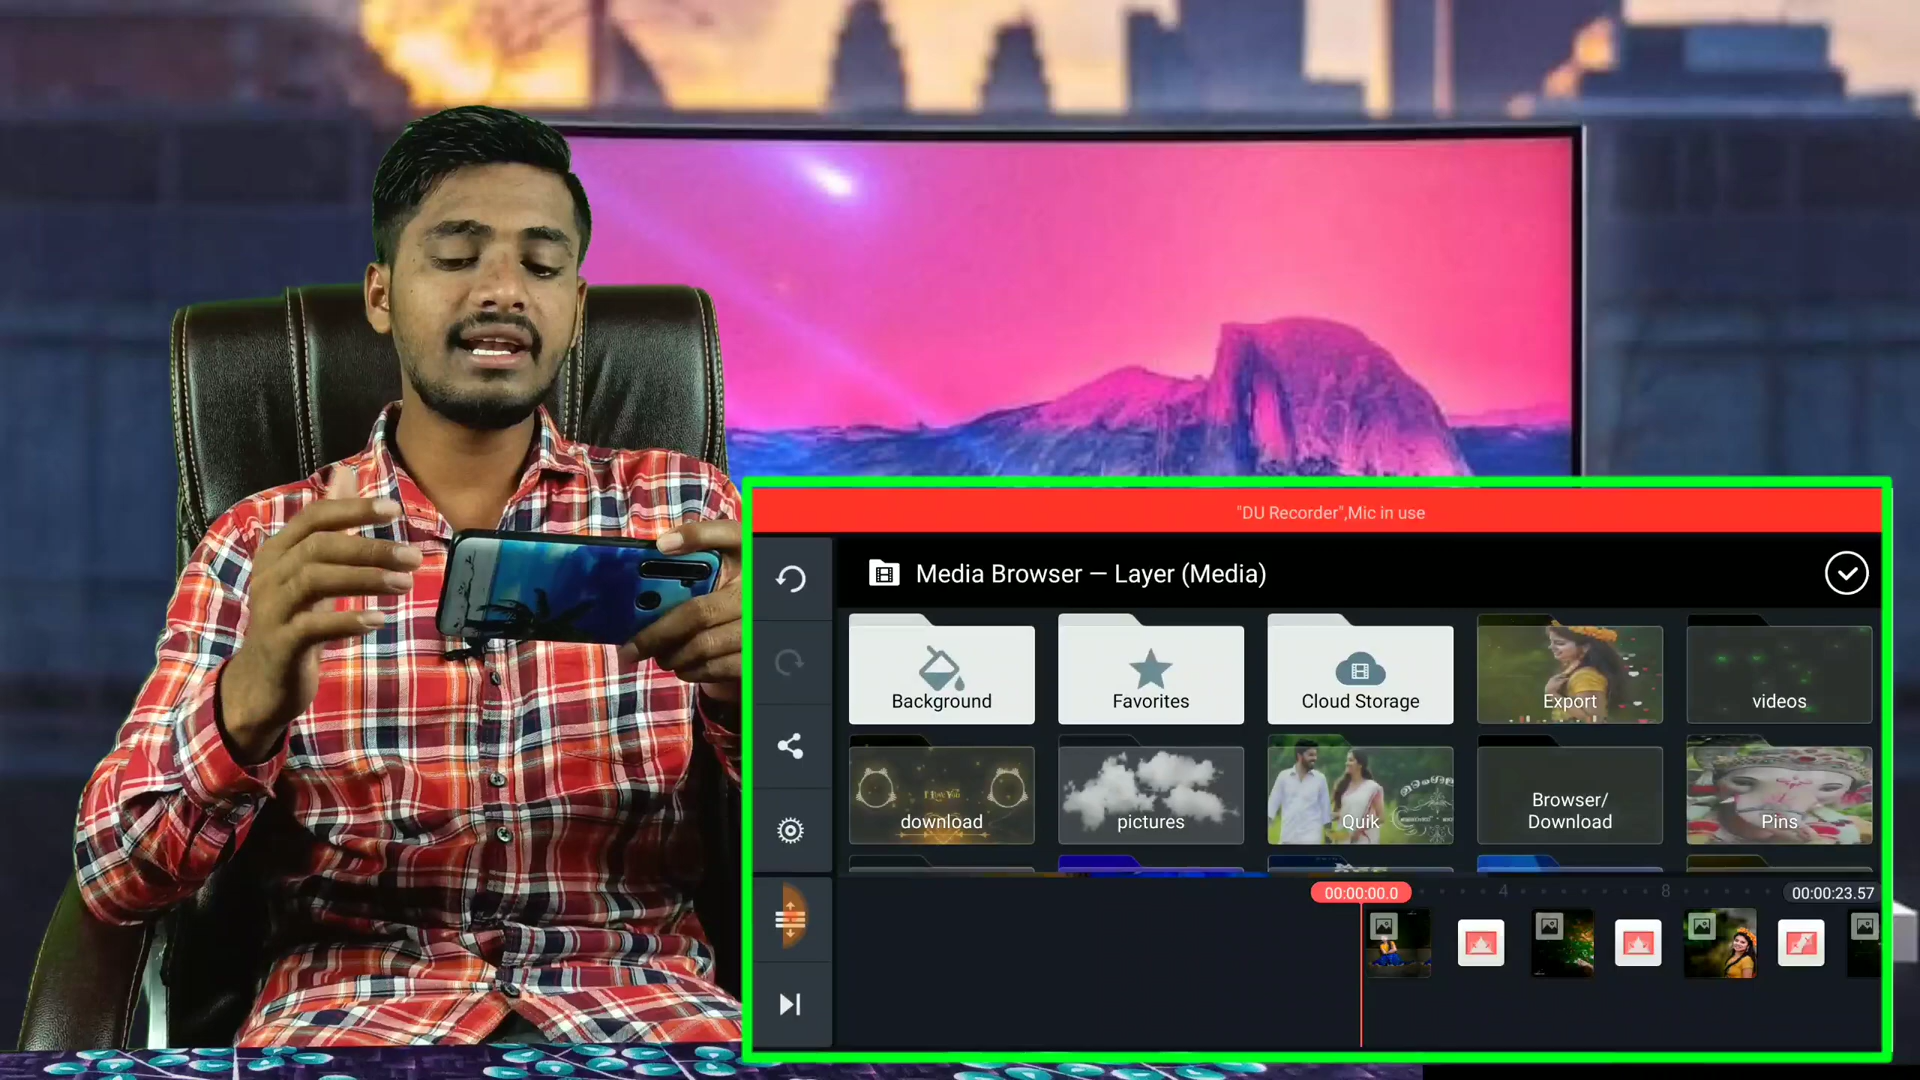 "DU Recorder",Mic in use
Media Browser — Layer (Media)
Background
Favorites
Cloud Storage
Export
videos
download
pictures
Quik
Browser/
Download
Pins
00:00:00.0
4
8
00:00:23.57